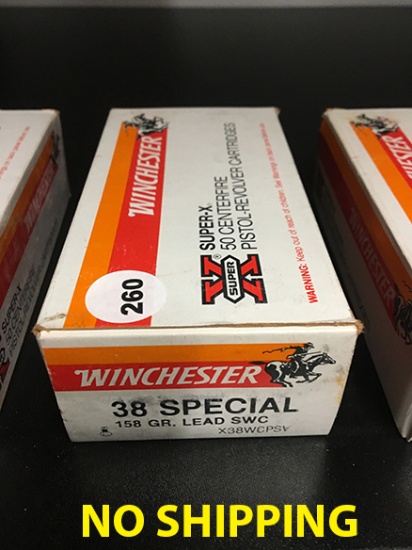 WINCHESTER
SUPER-X
50 CENTERFIRE
PISTOL-REVOLVER CARTRIDGES
X SUPER ®
WARNING: Keep out of reach of children.
260
WINCHESTER
38 SPECIAL
158 GR. LEAD SWC
X38WCPSV
NO SHIPPING